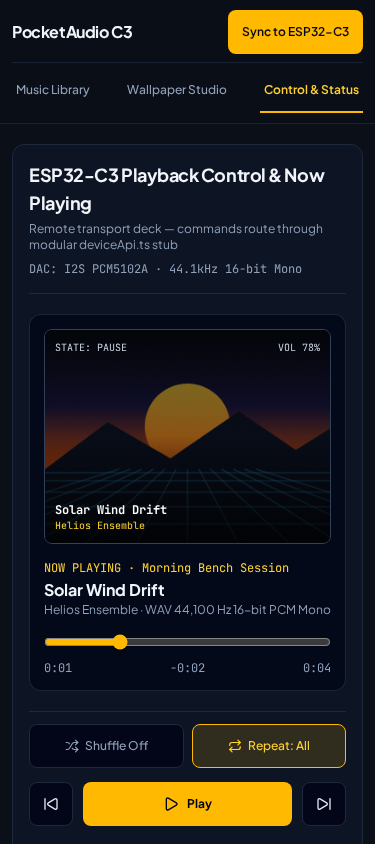 PocketAudio C3
Sync to ESP32-C3
Music Library
Wallpaper Studio
Control & Status
ESP32-C3 Playback Control & Now
Playing
Remote transport deck — commands route through
modular deviceApi.ts stub
DAC: I2S PCM5102A · 44.1kHz 16-bit Mono
STATE: PAUSE
VOL 78%
Solar Wind Drift
Helios Ensemble
NOW PLAYING · Morning Bench Session
Solar Wind Drift
Helios Ensemble · WAV 44,100 Hz 16-bit PCM Mono
0:01
-0:02
0:04
Shuffle Off
Repeat: All
Play